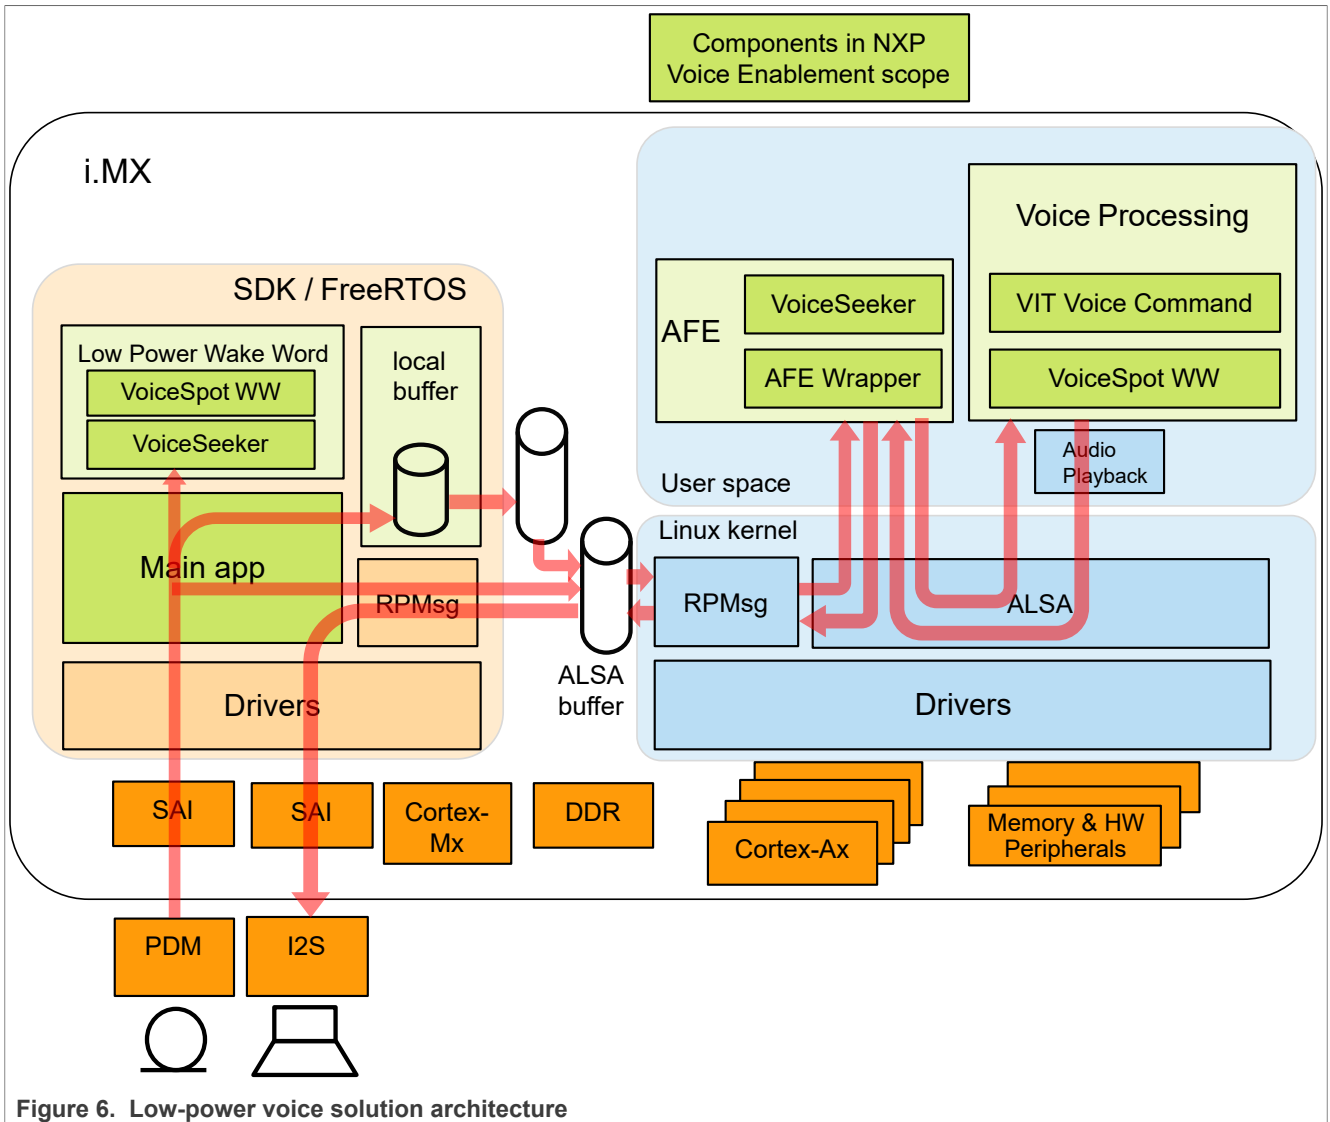 Components in NXP
Voice Enablement scope
i.MX
SDK / FreeRTOS
Low Power Wake Word
VoiceSpot WW
VoiceSeeker
local
buffer
Main app
RPMsg
Drivers
ALSA
buffer
AFE
VoiceSeeker
AFE Wrapper
Voice Processing
VIT Voice Command
VoiceSpot WW
Audio
Playback
User space
Linux kernel
RPMsg
ALSA
Drivers
SAI
SAI
Cortex-
Mx
DDR
Cortex-Ax
Memory & HW
Peripherals
PDM
I2S
Figure 6. Low-power voice solution architecture